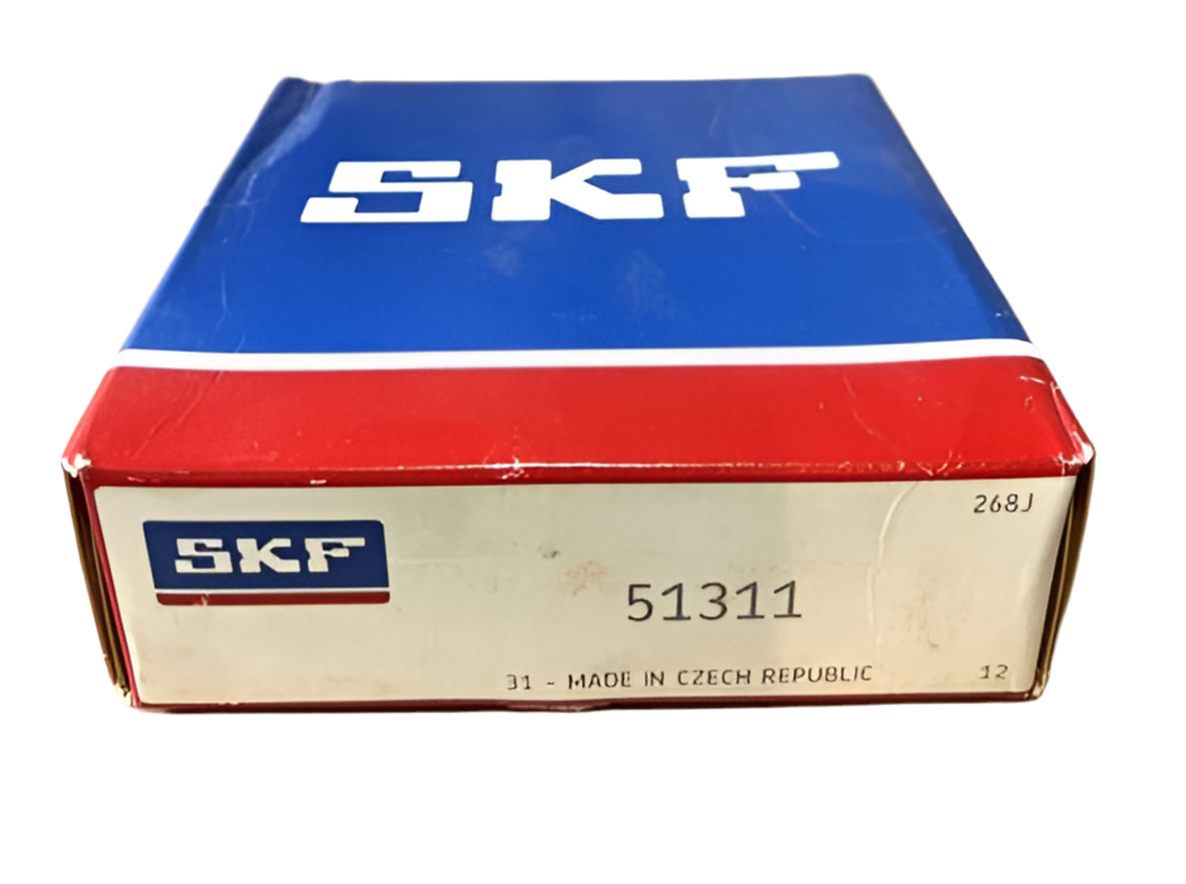 SKF
268J
SKF
51311
31 - MADE IN CZECH REPUBLIC
12